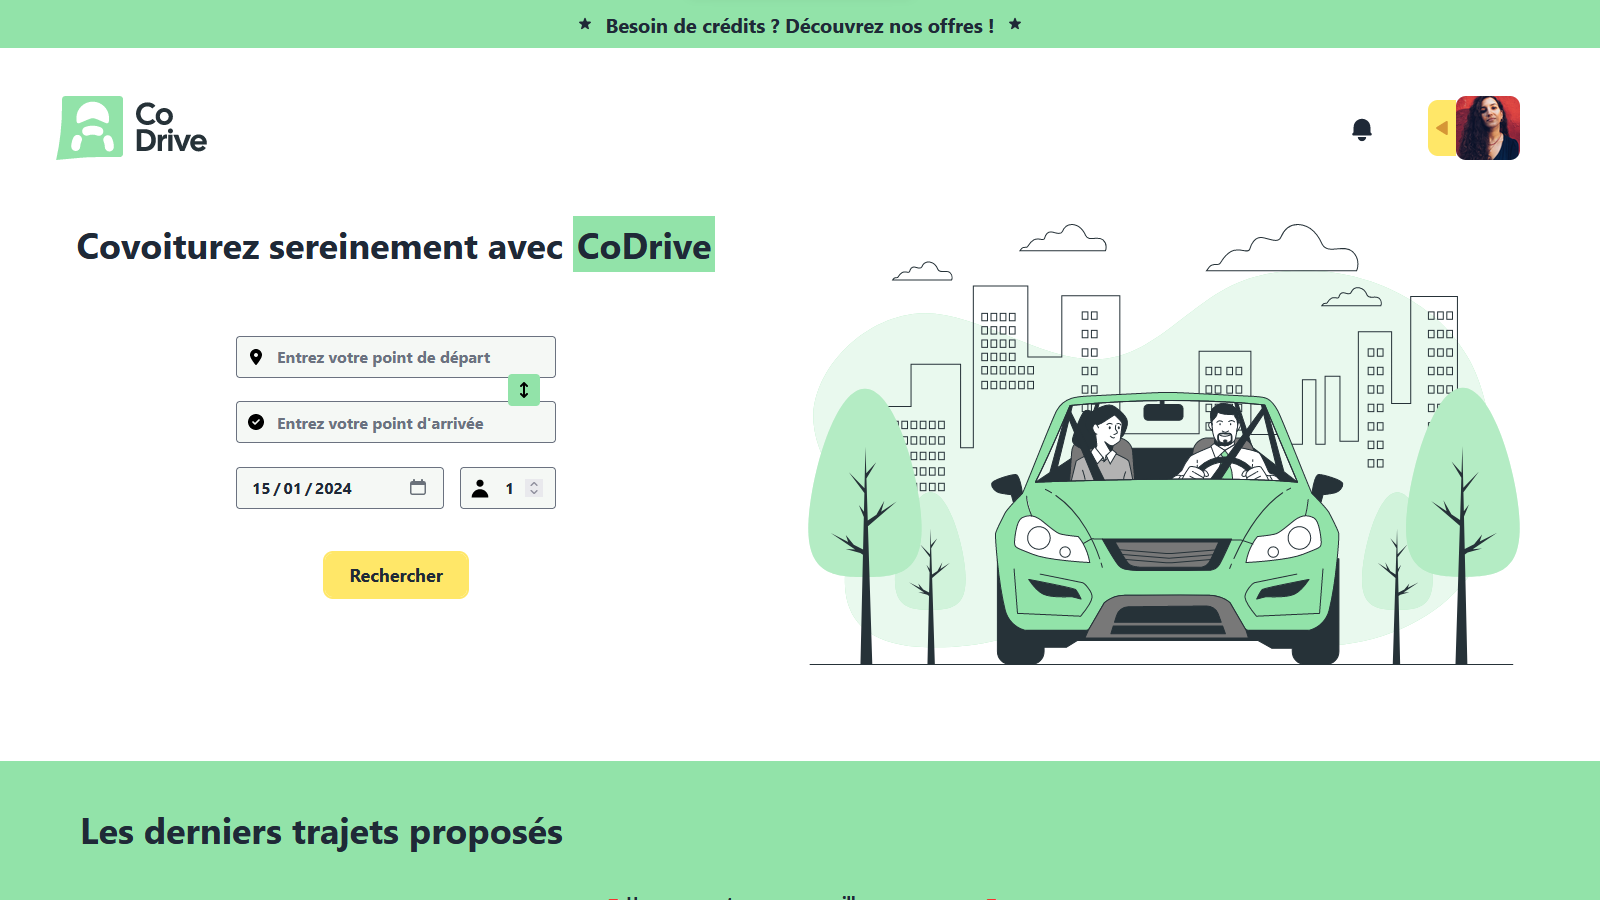 Besoin de crédits ? Découvrez nos offres !
Co
Drive
Covoiturez sereinement avec CoDrive
Entrez votre point de départ
Entrez votre point d'arrivée
15/01/2024
1
Rechercher
Les derniers trajets proposés